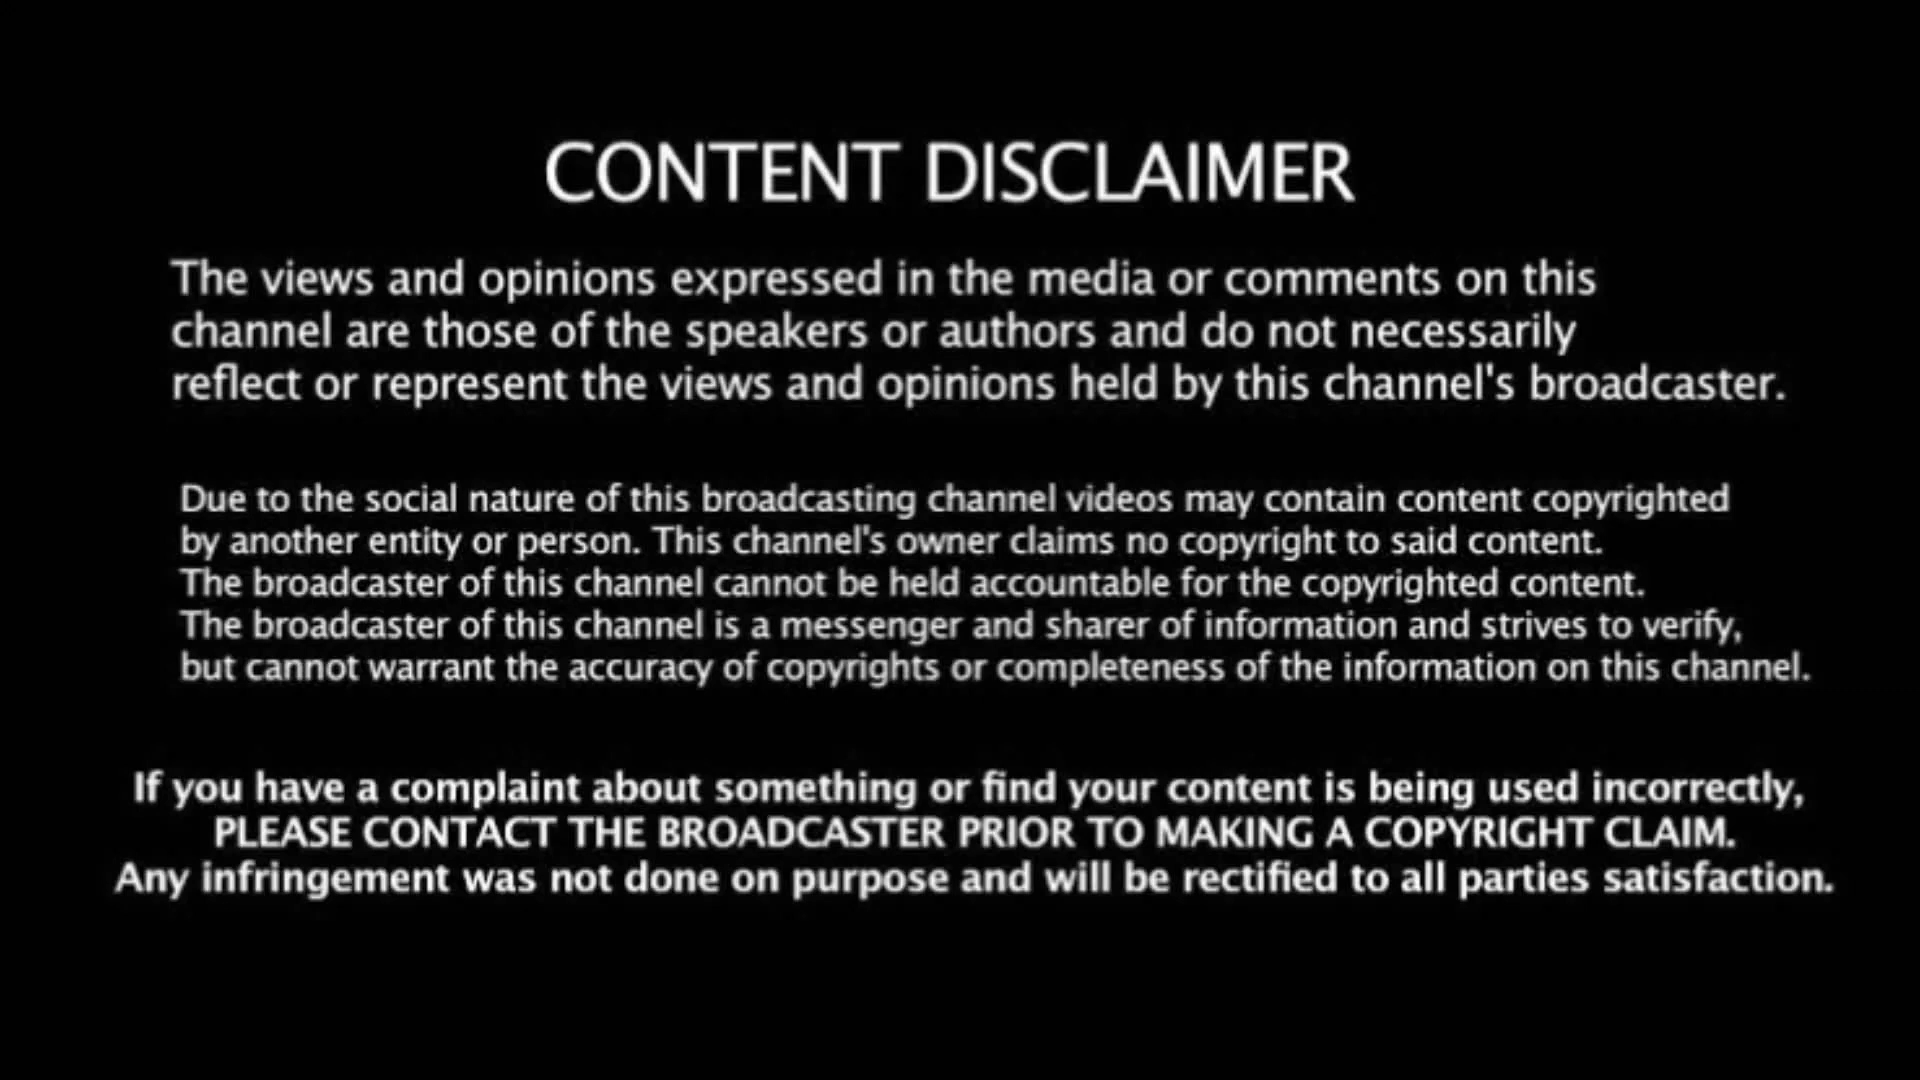 CONTENT DISCLAIMER
The views and opinions expressed in the media or comments on this
channel are those of the speakers or authors and do not necessarily
reflect or represent the views and opinions held by this channel's broadcaster.
Due to the social nature of this broadcasting channel videos may contain content copyrighted
by another entity or person. This channel's owner claims no copyright to said content.
The broadcaster of this channel cannot be held accountable for the copyrighted content.
The broadcaster of this channel is a messenger and sharer of information and strives to verify,
but cannot warrant the accuracy of copyrights or completeness of the information on this channel.
If you have a complaint about something or find your content is being used incorrectly,
PLEASE CONTACT THE BROADCASTER PRIOR TO MAKING A COPYRIGHT CLAIM.
Any infringement was not done on purpose and will be rectified to all parties satisfaction.